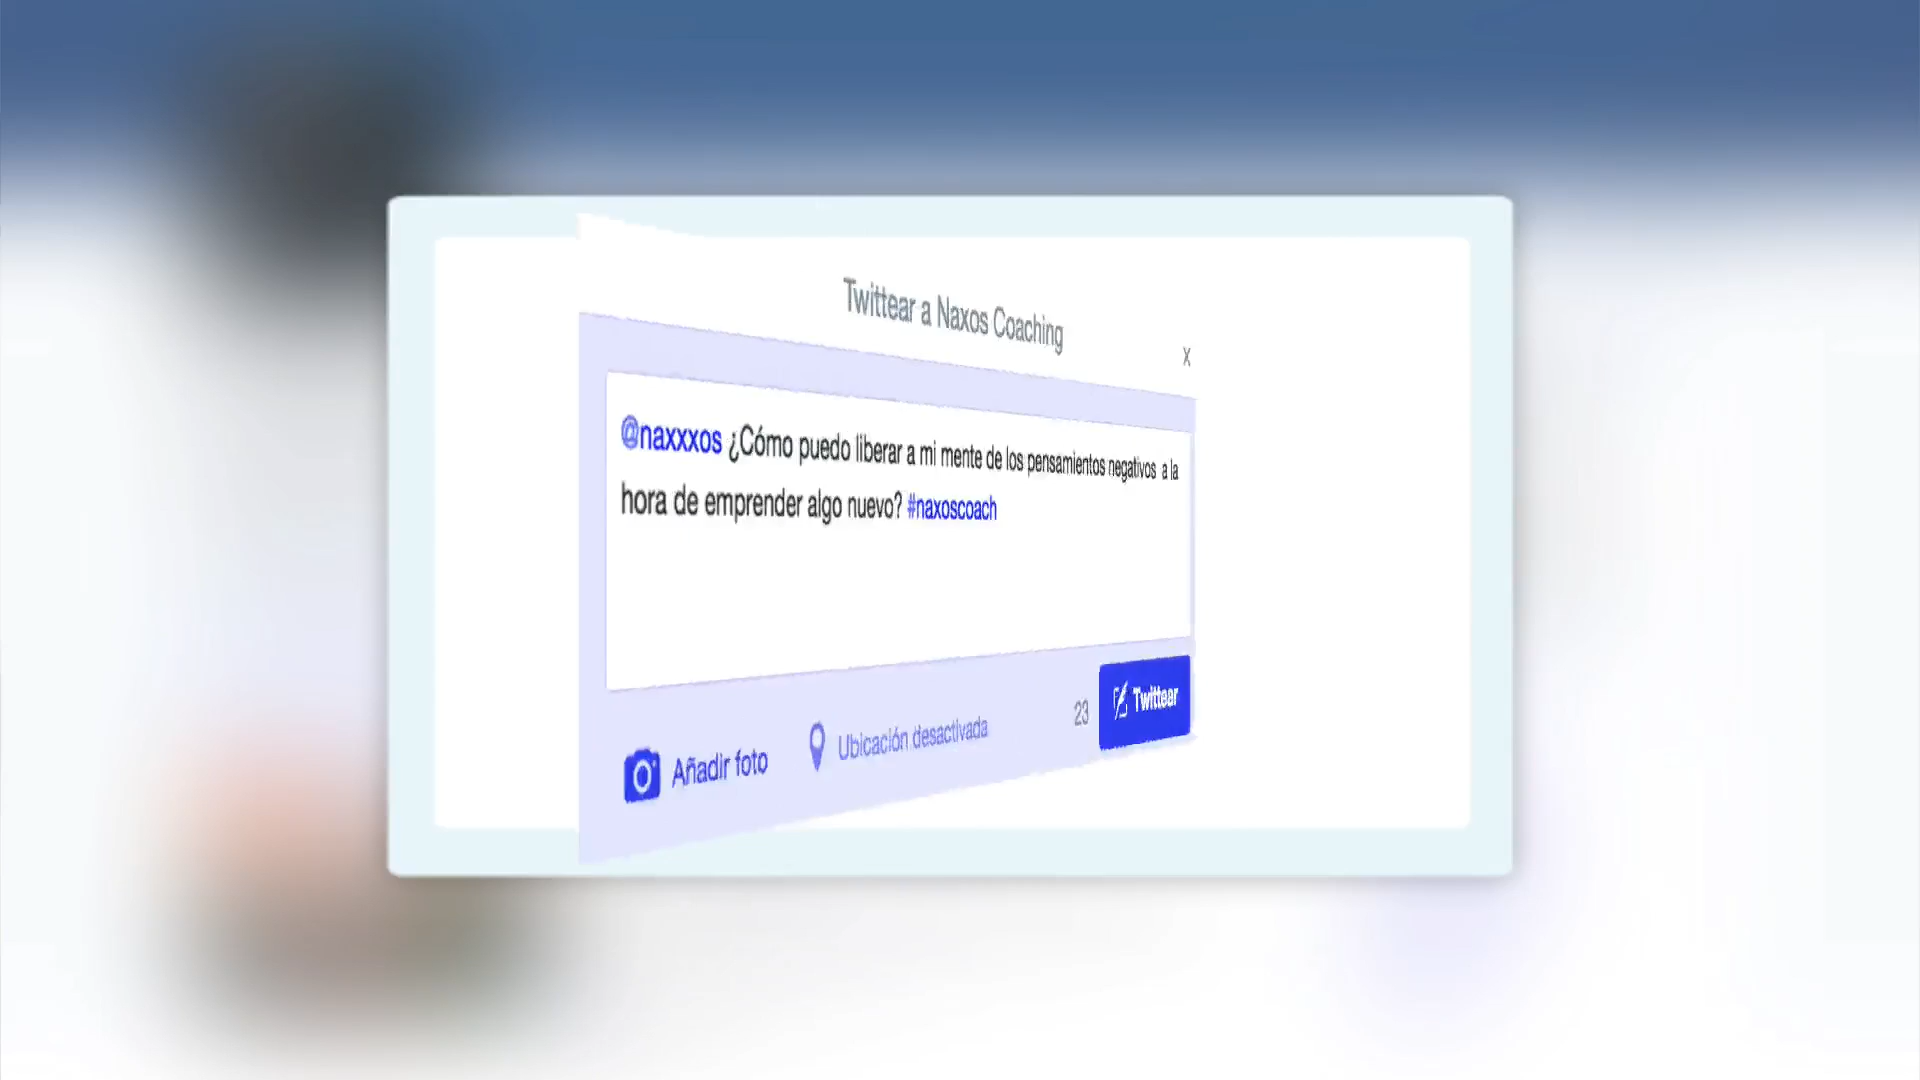 Twittear a Naxos Coaching
x
@naxxxos ¿Cómo puedo liberar a mi mente de los pensamientos negativos a la
hora de emprender algo nuevo? #naxoscoach
Añadir foto
Ubicación desactivada
23
Twittear